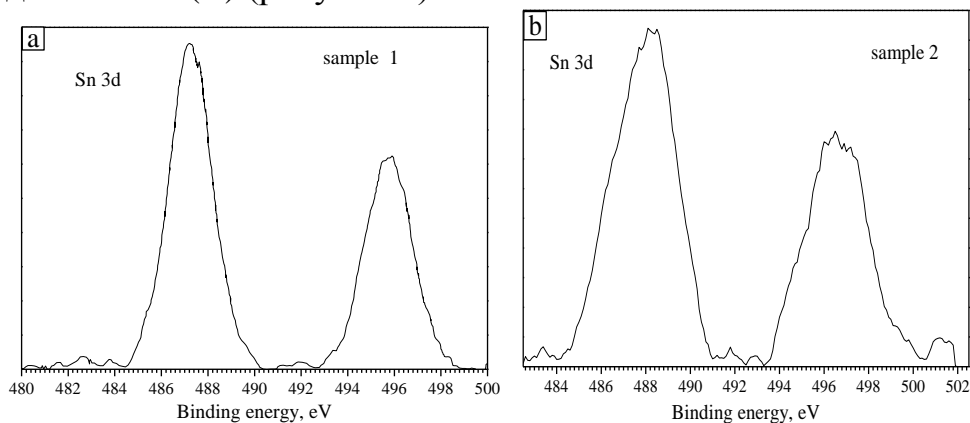 a
Sn 3d
sample 1
480 482 484 486 488 490 492 494 496 498 500
Binding energy, eV
b
Sn 3d
sample 2
484 486 488 490 492 494 496 498 500 502
Binding energy, eV